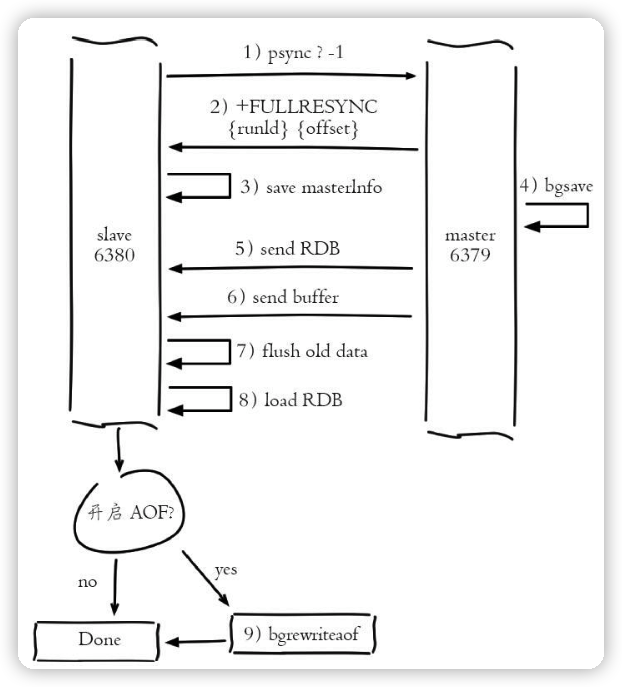 1) psync ? -1
2) +FULLRESYNC
{runId} {offset}
3) save masterInfo
4) bgsave
slave
6380
master
6379
5) send RDB
6) send buffer
7) flush old data
8) load RDB
开启 AOF?
no
yes
Done
9) bgrewriteaof